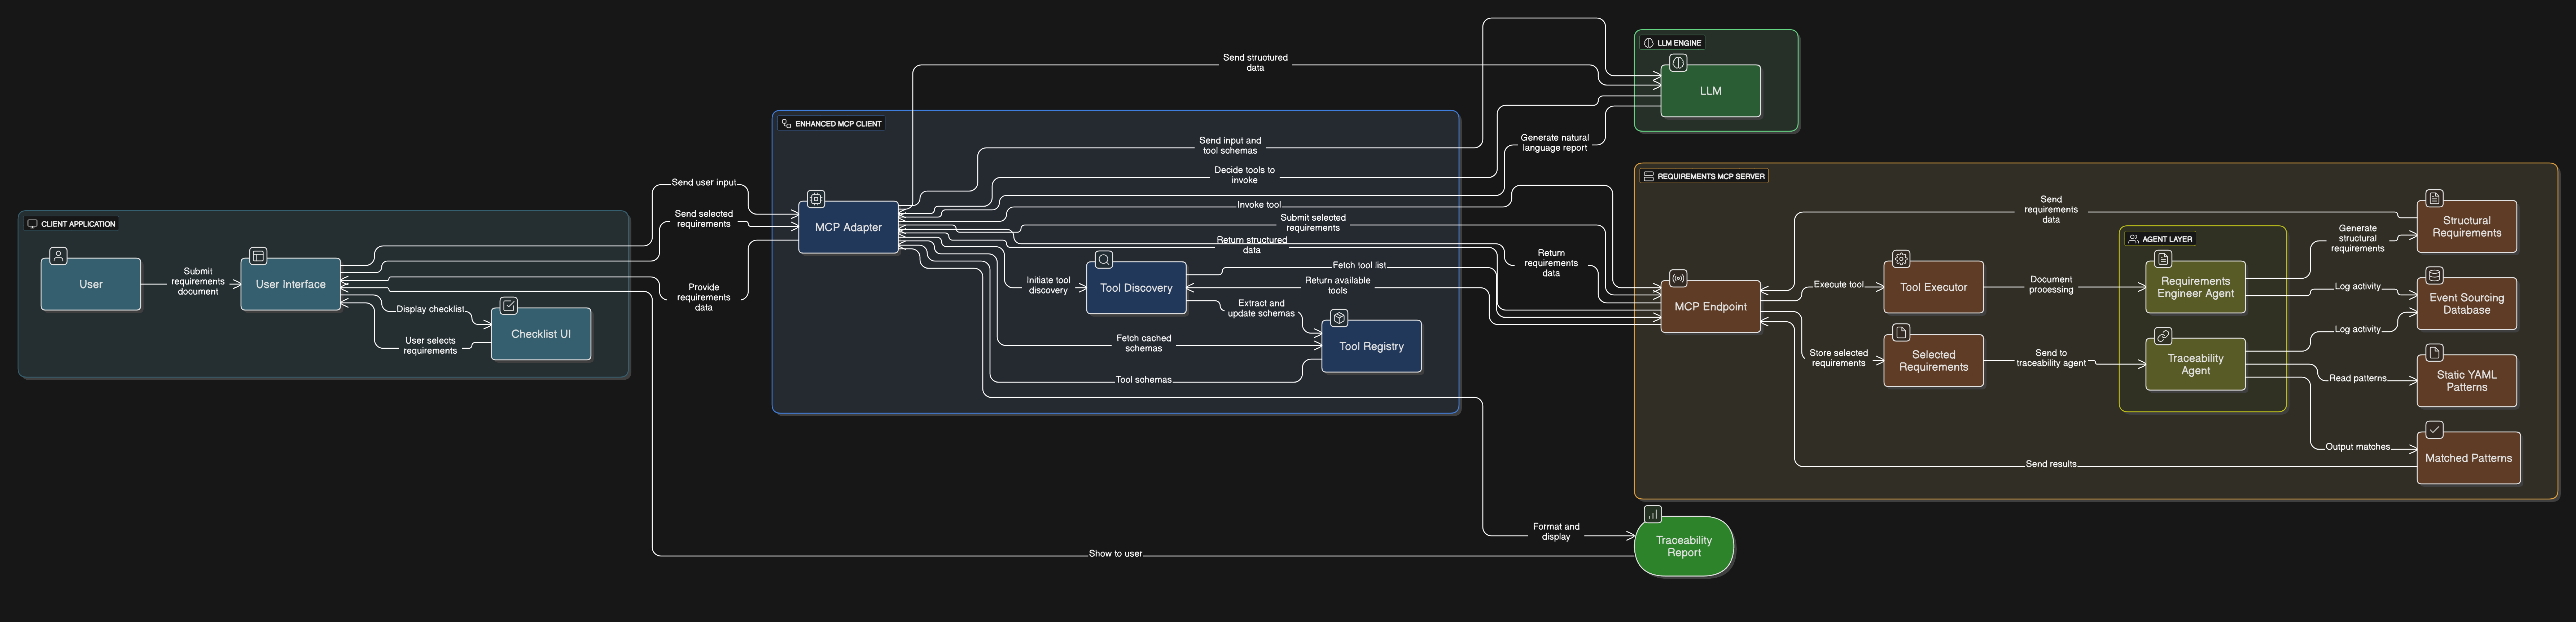 LLM ENGINE
LLM
Send structured
data
ENHANCED MCP CLIENT
Send input and
tool schemas
Generate natural
language report
Decide tools to
invoke
Invoke tool
Submit selected
requirements
Return structured
data
MCP Adapter
Initiate tool
discovery
Tool Discovery
Fetch tool list
Return available
tools
Extract and
update schemas
Tool Registry
Fetch cached
schemas
Tool schemas
Return
requirements
data
CLIENT APPLICATION
User
Submit
requirements
document
User Interface
Display checklist
User selects
requirements
Checklist UI
Send user input
Send selected
requirements
Provide
requirements
data
REQUIREMENTS MCP SERVER
MCP Endpoint
Send
requirements
data
Execute tool
Tool Executor
Document
processing
Store selected
requirements
Selected
Requirements
Send to
traceability agent
AGENT LAYER
Requirements
Engineer Agent
Traceability
Agent
Generate
structural
requirements
Log activity
Log activity
Read patterns
Output matches
Structural
Requirements
Event Sourcing
Database
Static YAML
Patterns
Matched Patterns
Send results
Format and
display
Traceability
Report
Show to user